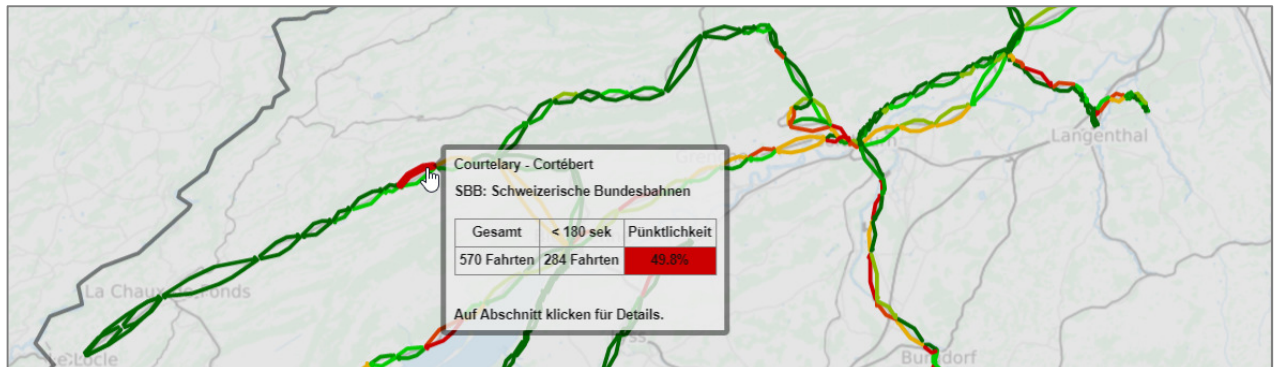 Courtelary - Cortébert
SBB: Schweizerische Bundesbahnen
Gesamt < 180 sek Pünktlichkeit
570 Fahrten 284 Fahrten 49.8%
Auf Abschnitt klicken für Details.
Langenthal
La Chaux-de-Fonds
Le Locle
Burgdorf